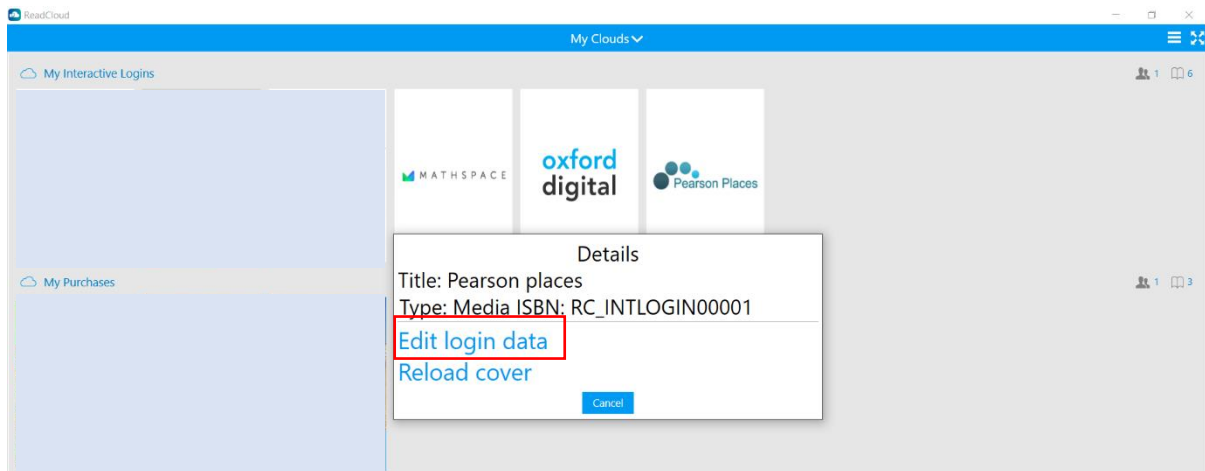 ReadCloud
My Clouds
My Interactive Logins
1 6
MATHSPACE
oxford
digital
Pearson Places
Details
Title: Pearson places
Type: Media ISBN: RC_INTLOGIN00001
Edit login data
Reload cover
Cancel
My Purchases
1 3